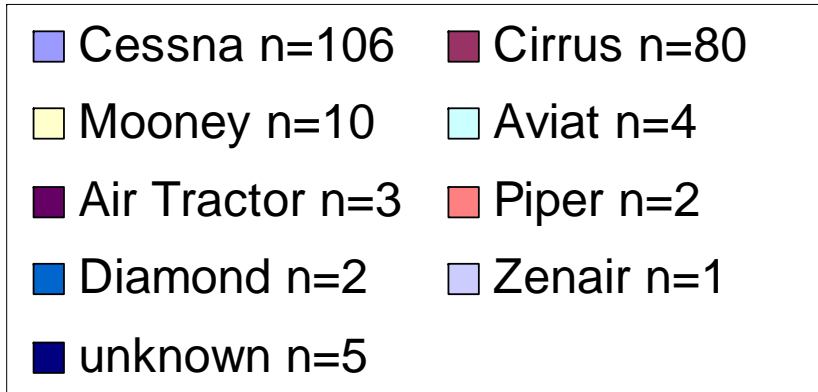 Cessna n=106 Cirrus n=80
Mooney n=10 Aviat n=4
Air Tractor n=3 Piper n=2
Diamond n=2 Zenair n=1
unknown n=5